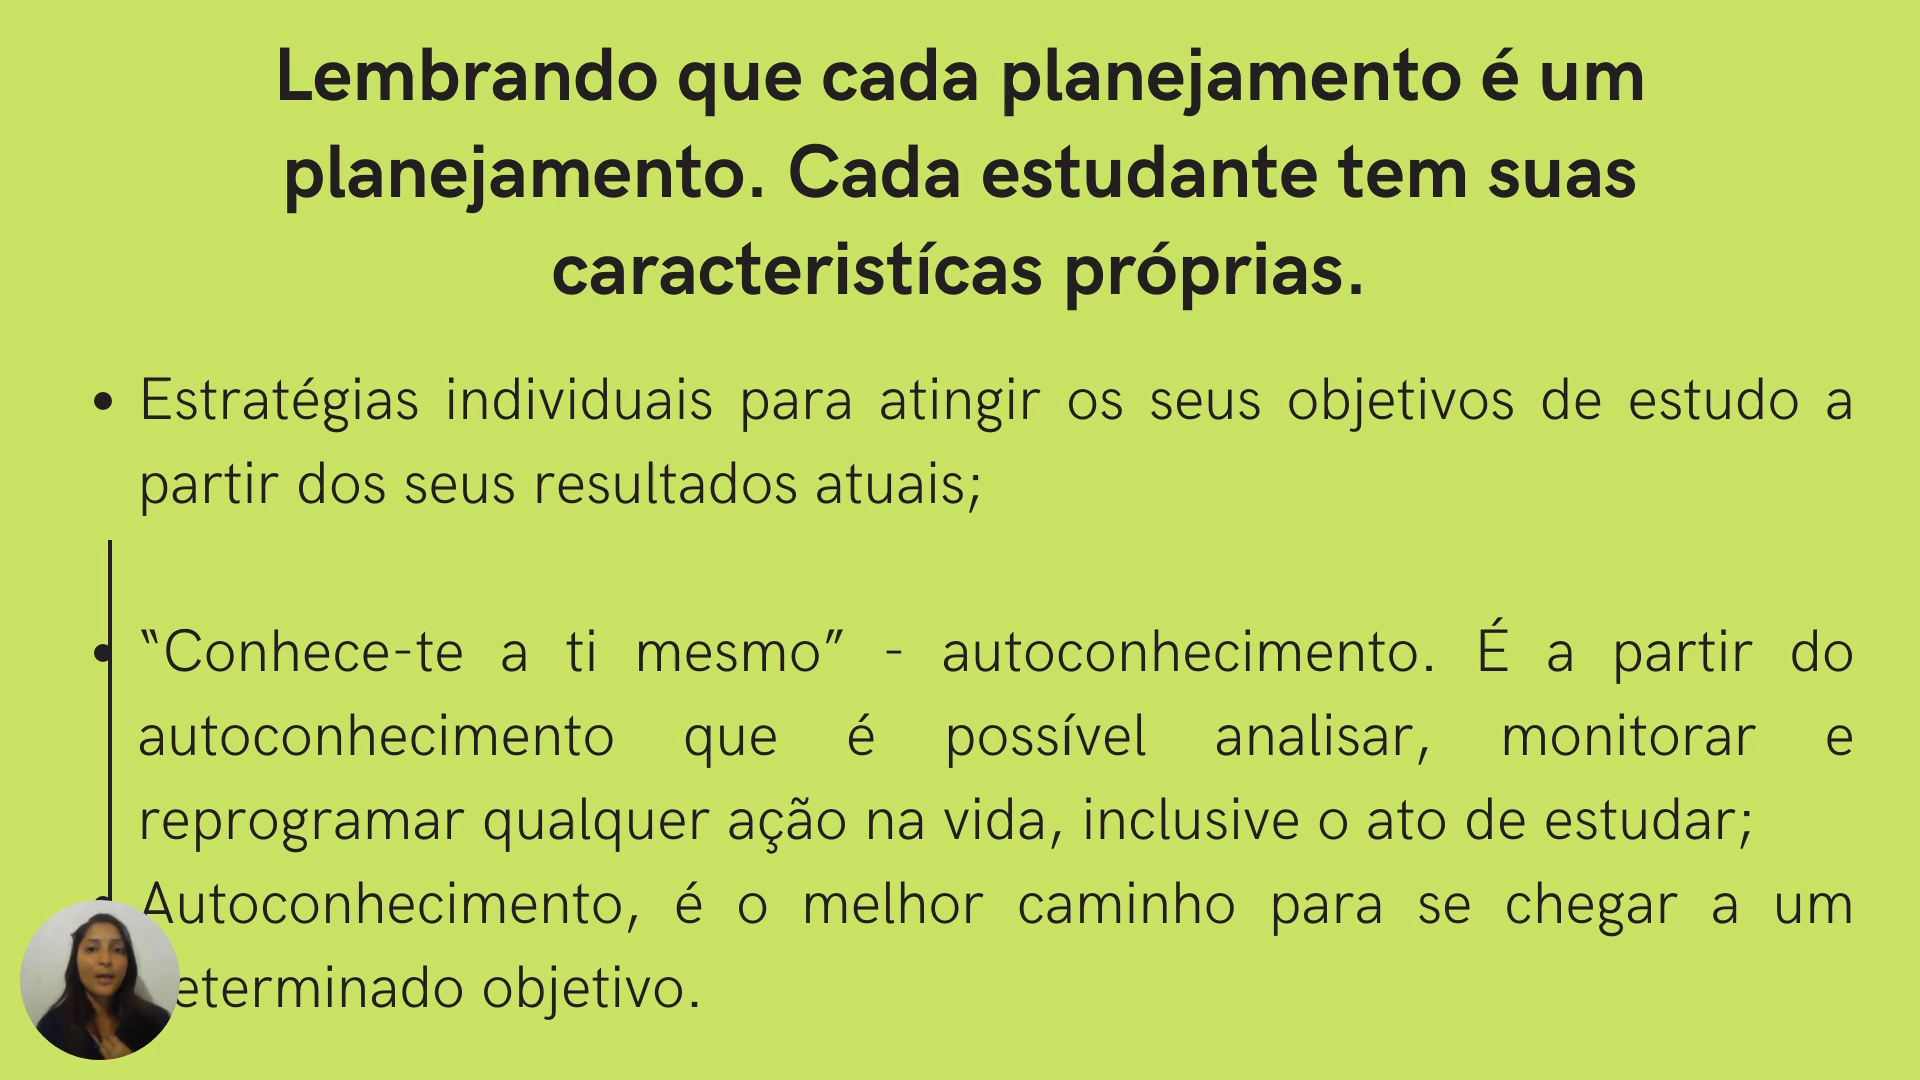 Lembrando que cada planejamento é um
planejamento. Cada estudante tem suas
caracteristícas próprias.
• Estratégias individuais para atingir os seus objetivos de estudo a
partir dos seus resultados atuais;
• “Conhece-te a ti mesmo” - autoconhecimento. É a partir do
autoconhecimento que é possível analisar, monitorar e
reprogramar qualquer ação na vida, inclusive o ato de estudar;
• Autoconhecimento, é o melhor caminho para se chegar a um
eterminado objetivo.